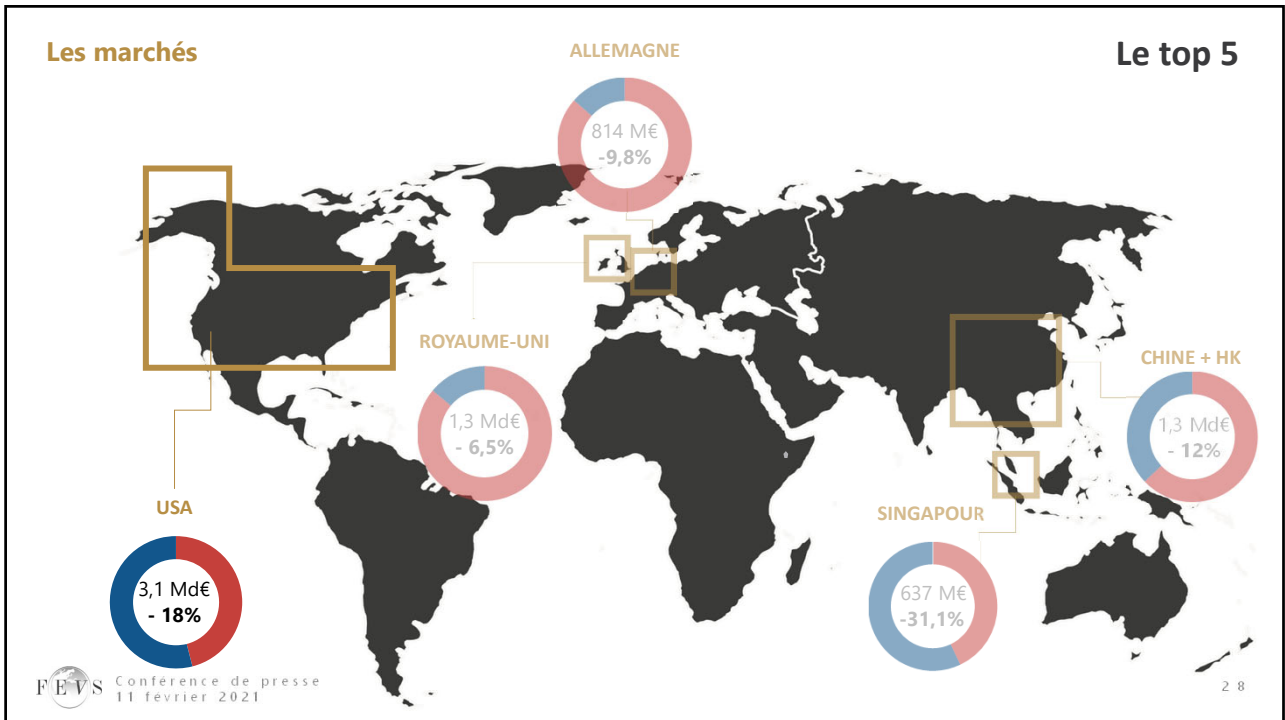 Les marchés
Le top 5
ALLEMAGNE
814 M€
-9,8%
ROYAUME-UNI
1,3 Md€
- 6,5%
CHINE + HK
1,3 Md€
- 12%
USA
3,1 Md€
- 18%
SINGAPOUR
637 M€
-31,1%
FEVS
Conférence de presse
11 février 2021
28